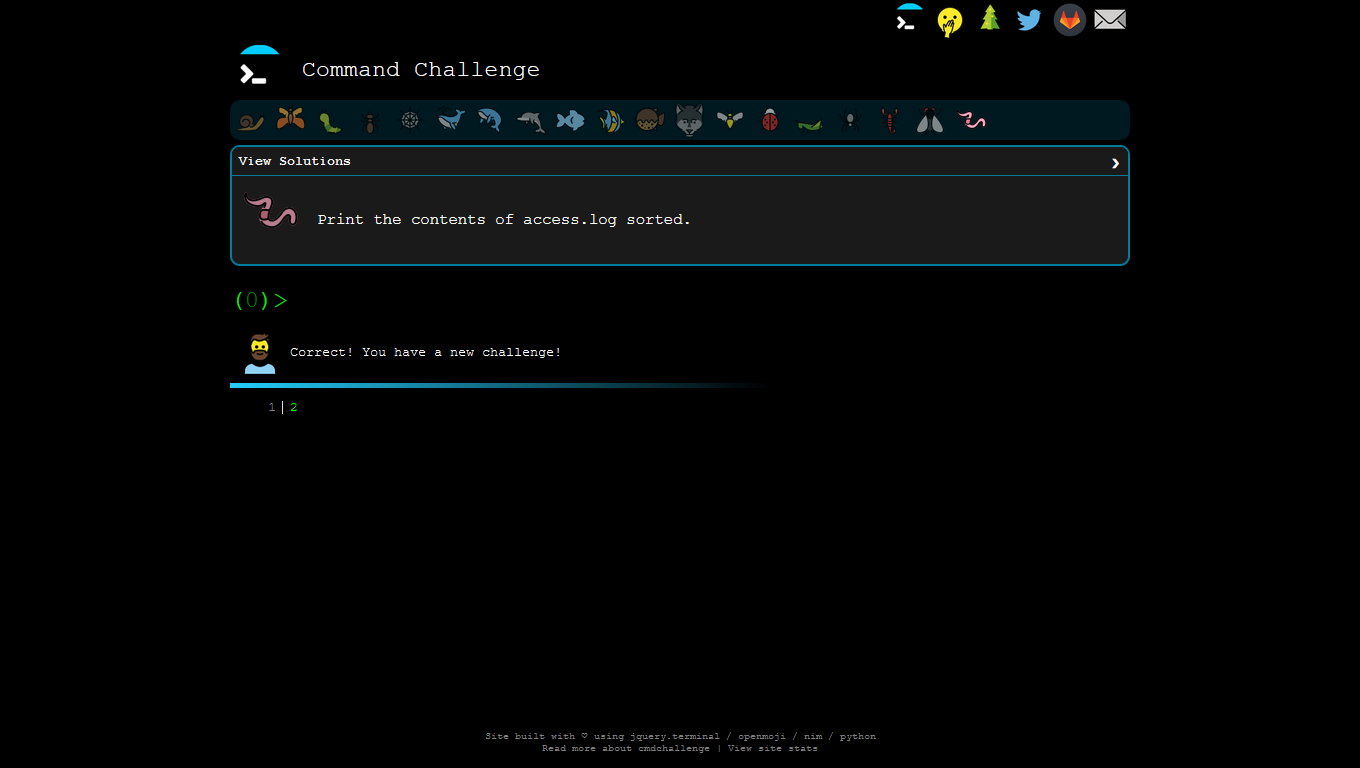 Command Challenge
View Solutions
Print the contents of access.log sorted.
(0)>
Correct! You have a new challenge!
1 2
Site built with ♡ using jquery.terminal / openmoji / nim / python
Read more about cmdchallenge | View site stats